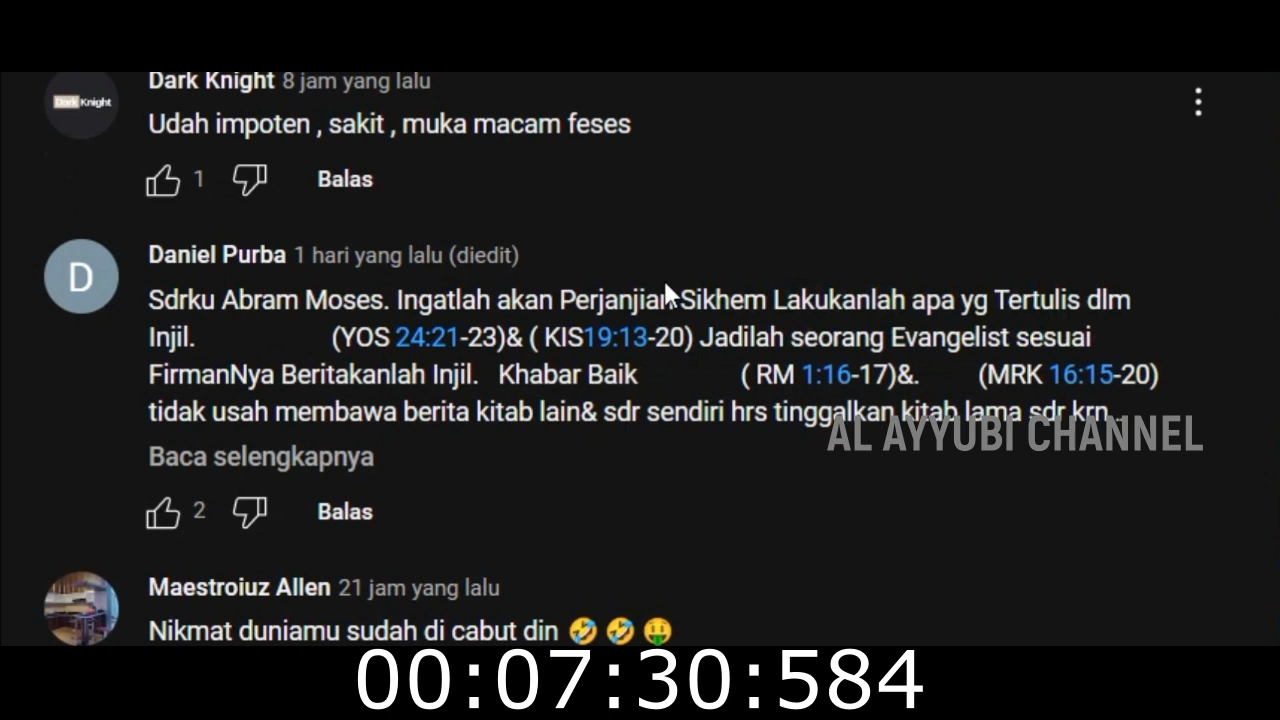 Dark Knight 8 jam yang lalu
Dark Knight
Udah impoten , sakit , muka macam feses
1 Balas
D
Daniel Purba 1 hari yang lalu (diedit)
Sdrku Abram Moses. Ingatlah akan Perjanjian Sikhem Lakukanlah apa yg Tertulis dlm
Injil. (YOS 24:21-23)& ( KIS19:13-20) Jadilah seorang Evangelist sesuai
FirmanNya Beritakanlah Injil. Khabar Baik ( RM 1:16-17)&. (MRK 16:15-20)
tidak usah membawa berita kitab lain& sdr sendiri hrs tinggalkan kitab lama sdr krn..
AL AYYUBI CHANNEL
Baca selengkapnya
2 Balas
Maestroiuz Allen 21 jam yang lalu
Nikmat duniamu sudah di cabut din 🤣 🤣 🤑
00:07:30:584